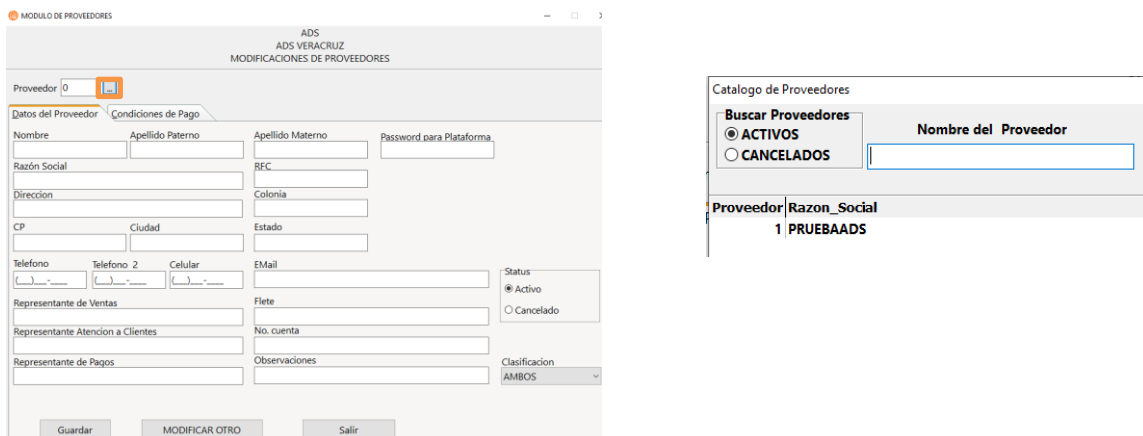 MODULO DE PROVEEDORES
ADS
ADS VERACRUZ
MODIFICACIONES DE PROVEEDORES
Proveedor 0 ...
Datos del Proveedor Condiciones de Pago
Nombre Apellido Paterno Apellido Materno Password para Plataforma
Razón Social RFC
Direccion Colonia
CP Ciudad Estado
Telefono Telefono 2 Celular EMail
(__)___-____ (__)___-____ (__)___-____
Status
Activo
Cancelado
Representante de Ventas Flete
Representante Atencion a Clientes No. cuenta
Representante de Pagos Observaciones Clasificacion
AMBOS
Guardar MODIFICAR OTRO Salir
Catalogo de Proveedores
Buscar Proveedores
ACTIVOS
CANCELADOS
Nombre del Proveedor
Proveedor Razon_Social
1 PRUEBAADS